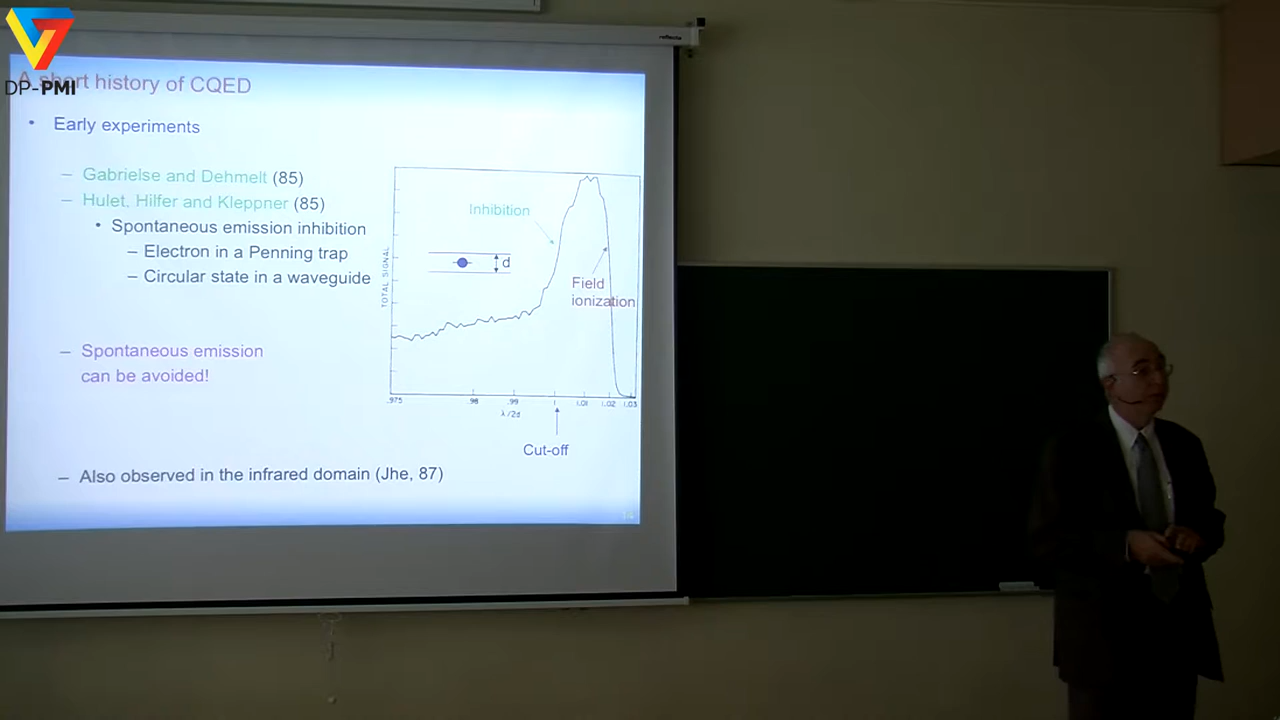 reflecta
DP-PMI
A short history of CQED
• Early experiments
– Gabrielse and Dehmelt (85)
– Hulet, Hilfer and Kleppner (85)
• Spontaneous emission inhibition
– Electron in a Penning trap
– Circular state in a waveguide
– Spontaneous emission
can be avoided!
– Also observed in the infrared domain (Jhe, 87)
Inhibition
d
Field
ionization
TOTAL SIGNAL
.975 .98 .99 1 1.01 1.02 1.03
λ/2d
Cut-off